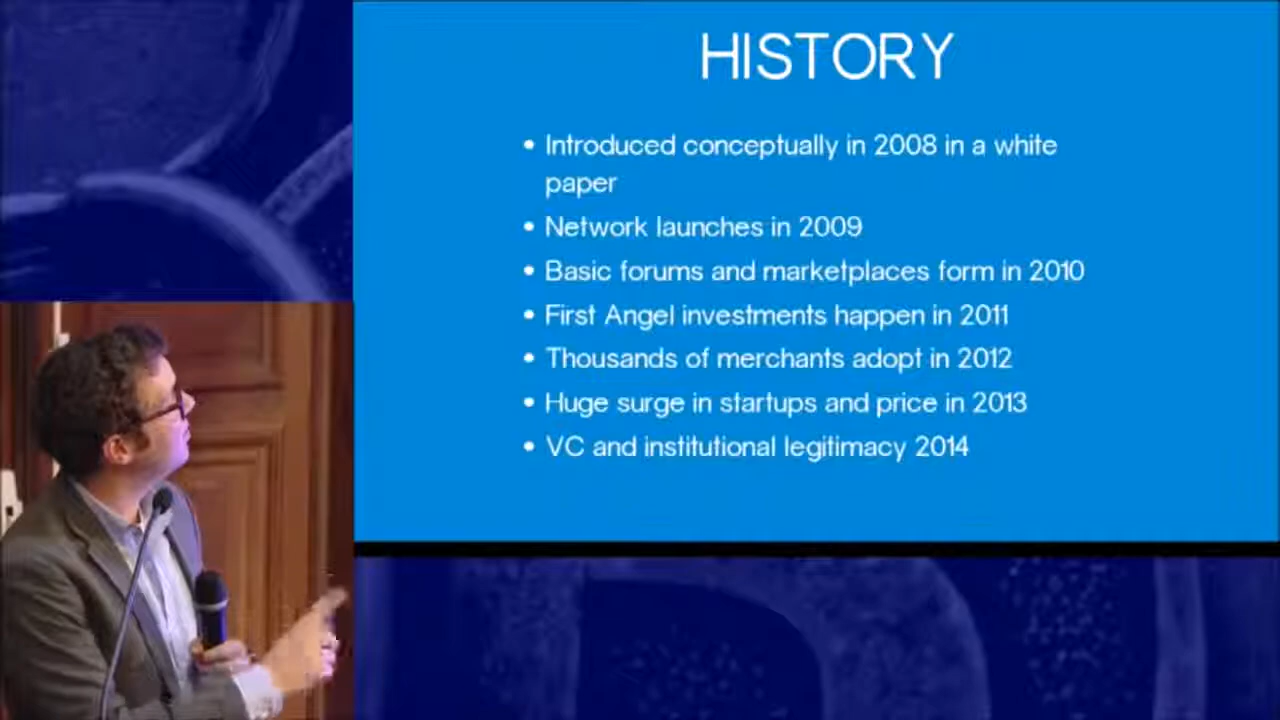 HISTORY
• Introduced conceptually in 2008 in a white
paper
• Network launches in 2009
• Basic forums and marketplaces form in 2010
• First Angel investments happen in 2011
• Thousands of merchants adopt in 2012
• Huge surge in startups and price in 2013
• VC and institutional legitimacy 2014